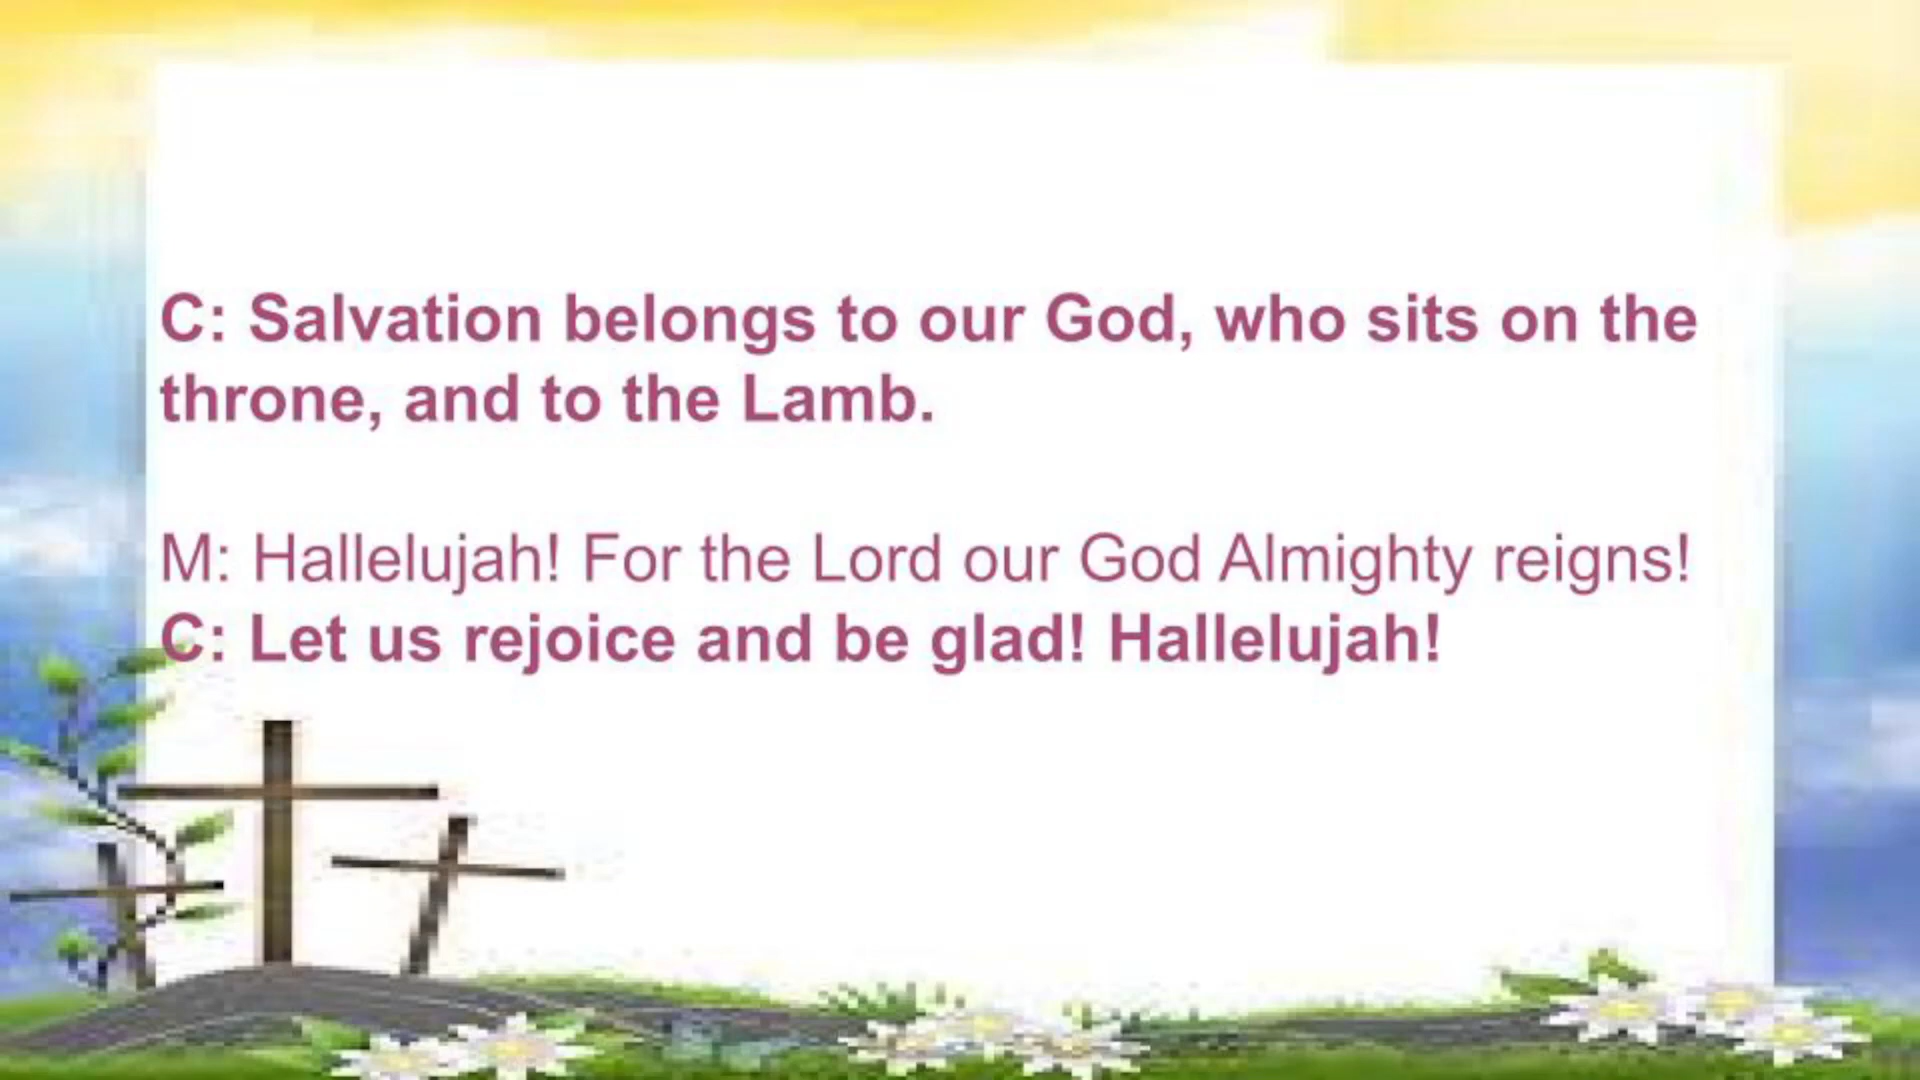 C: Salvation belongs to our God, who sits on the
throne, and to the Lamb.
M: Hallelujah! For the Lord our God Almighty reigns!
C: Let us rejoice and be glad! Hallelujah!